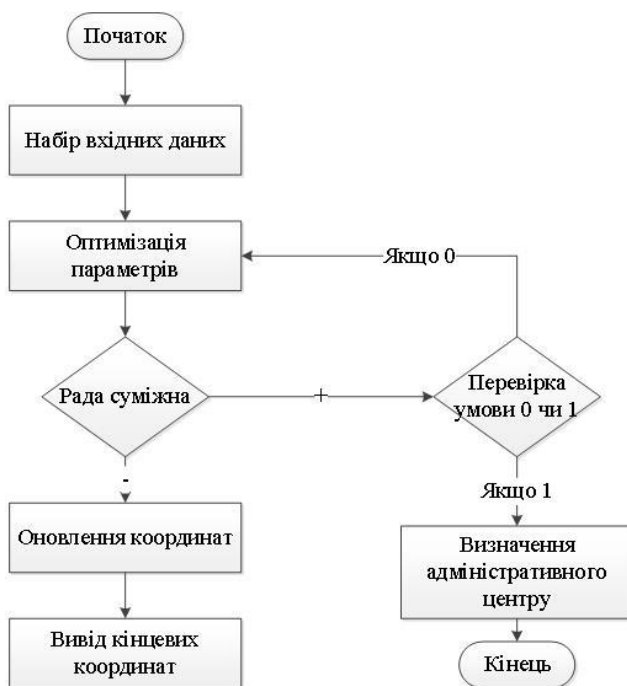 Початок
Набір вхідних даних
Оптимізація
параметрів
Якщо 0
Рада суміжна
+
Перевірка
умови 0 чи 1
-
Якщо 1
Оновлення координат
Визначення
адміністративного
центру
Вивід кінцевих
координат
Кінець